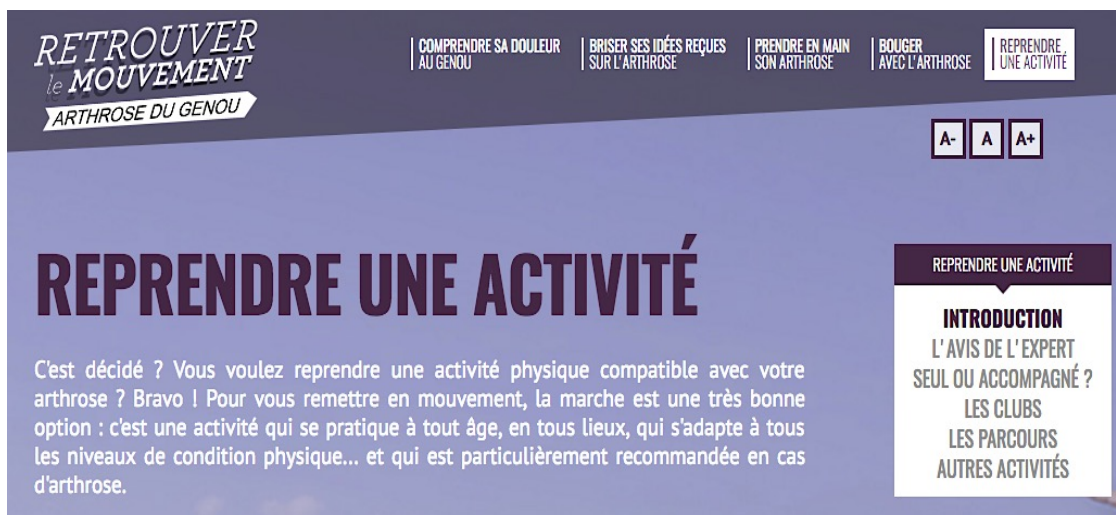 RETROUVER
le MOUVEMENT
ARTHROSE DU GENOU
COMPRENDRE SA DOULEUR
AU GENOU
BRISER SES IDÉES REÇUES
SUR L'ARTHROSE
PRENDRE EN MAIN
SON ARTHROSE
BOUGER
AVEC L'ARTHROSE
REPRENDRE
UNE ACTIVITÉ
A- A A+
REPRENDRE UNE ACTIVITÉ
C'est décidé ? Vous voulez reprendre une activité physique compatible avec votre
arthrose ? Bravo ! Pour vous remettre en mouvement, la marche est une très bonne
option : c'est une activité qui se pratique à tout âge, en tous lieux, qui s'adapte à tous
les niveaux de condition physique... et qui est particulièrement recommandée en cas
d'arthrose.
REPRENDRE UNE ACTIVITÉ
INTRODUCTION
L'AVIS DE L'EXPERT
SEUL OU ACCOMPAGNÉ ?
LES CLUBS
LES PARCOURS
AUTRES ACTIVITÉS